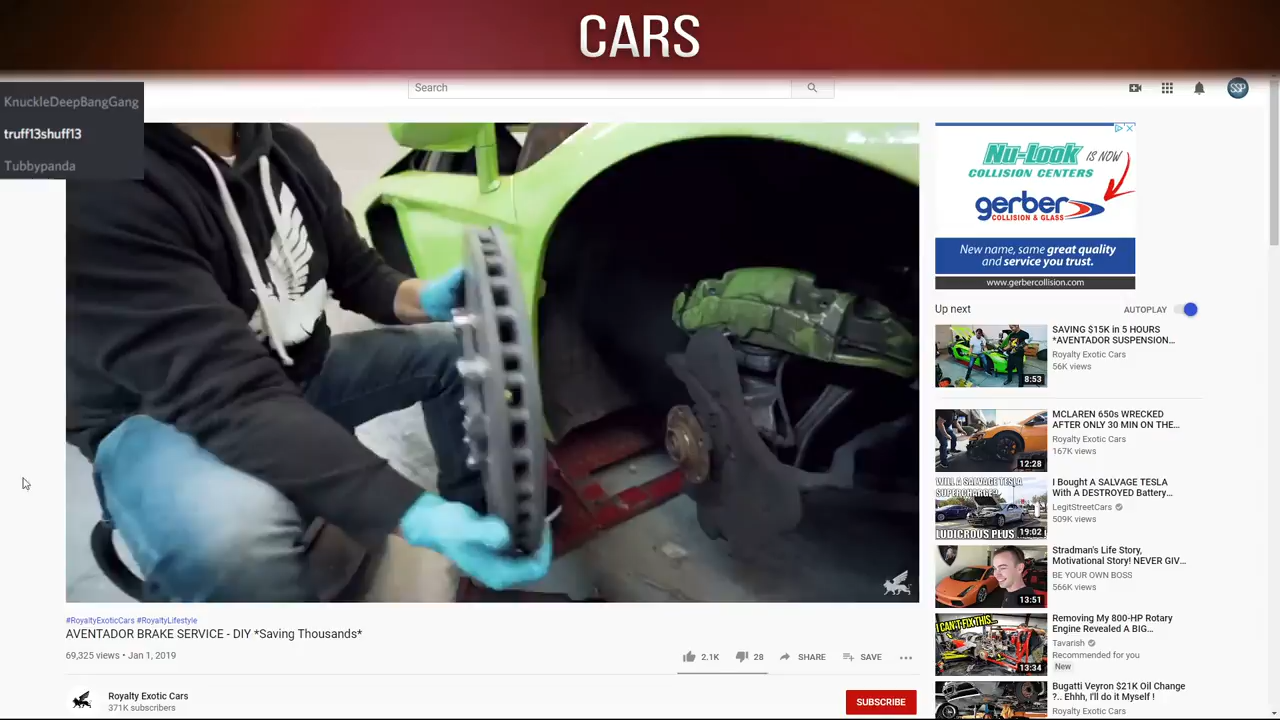 CARS
KnuckleDeepBangGang
truff13shuff13
Tubbypanda
Search
SSP
Nu-Look IS NOW
COLLISION CENTERS
gerber
COLLISION & GLASS
New name, same great quality
and service you trust.
www.gerbercollision.com
Up next
AUTOPLAY
SAVING $15K in 5 HOURS
*AVENTADOR SUSPENSION...
Royalty Exotic Cars
56K views
8:53
MCLAREN 650s WRECKED
AFTER ONLY 30 MIN ON THE...
Royalty Exotic Cars
167K views
12:28
WILL A SALVAGE TESLA
SUPERCHARGE?
LUDICROUS PLUS
19:02
I Bought A SALVAGE TESLA
With A DESTROYED Battery...
LegitStreetCars
509K views
Stradman's Life Story,
Motivational Story! NEVER GIV...
BE YOUR OWN BOSS
566K views
13:51
I CAN'T FIX THIS...
13:34
Removing My 800-HP Rotary
Engine Revealed A BIG...
Tavarish
Recommended for you
New
Bugatti Veyron $21K Oil Change
?.. Ehhh, I'll do it Myself !
Royalty Exotic Cars
#RoyaltyExoticCars #RoyaltyLifestyle
AVENTADOR BRAKE SERVICE - DIY *Saving Thousands*
69,325 views • Jan 1, 2019
2.1K
28
SHARE
SAVE
Royalty Exotic Cars
371K subscribers
SUBSCRIBE